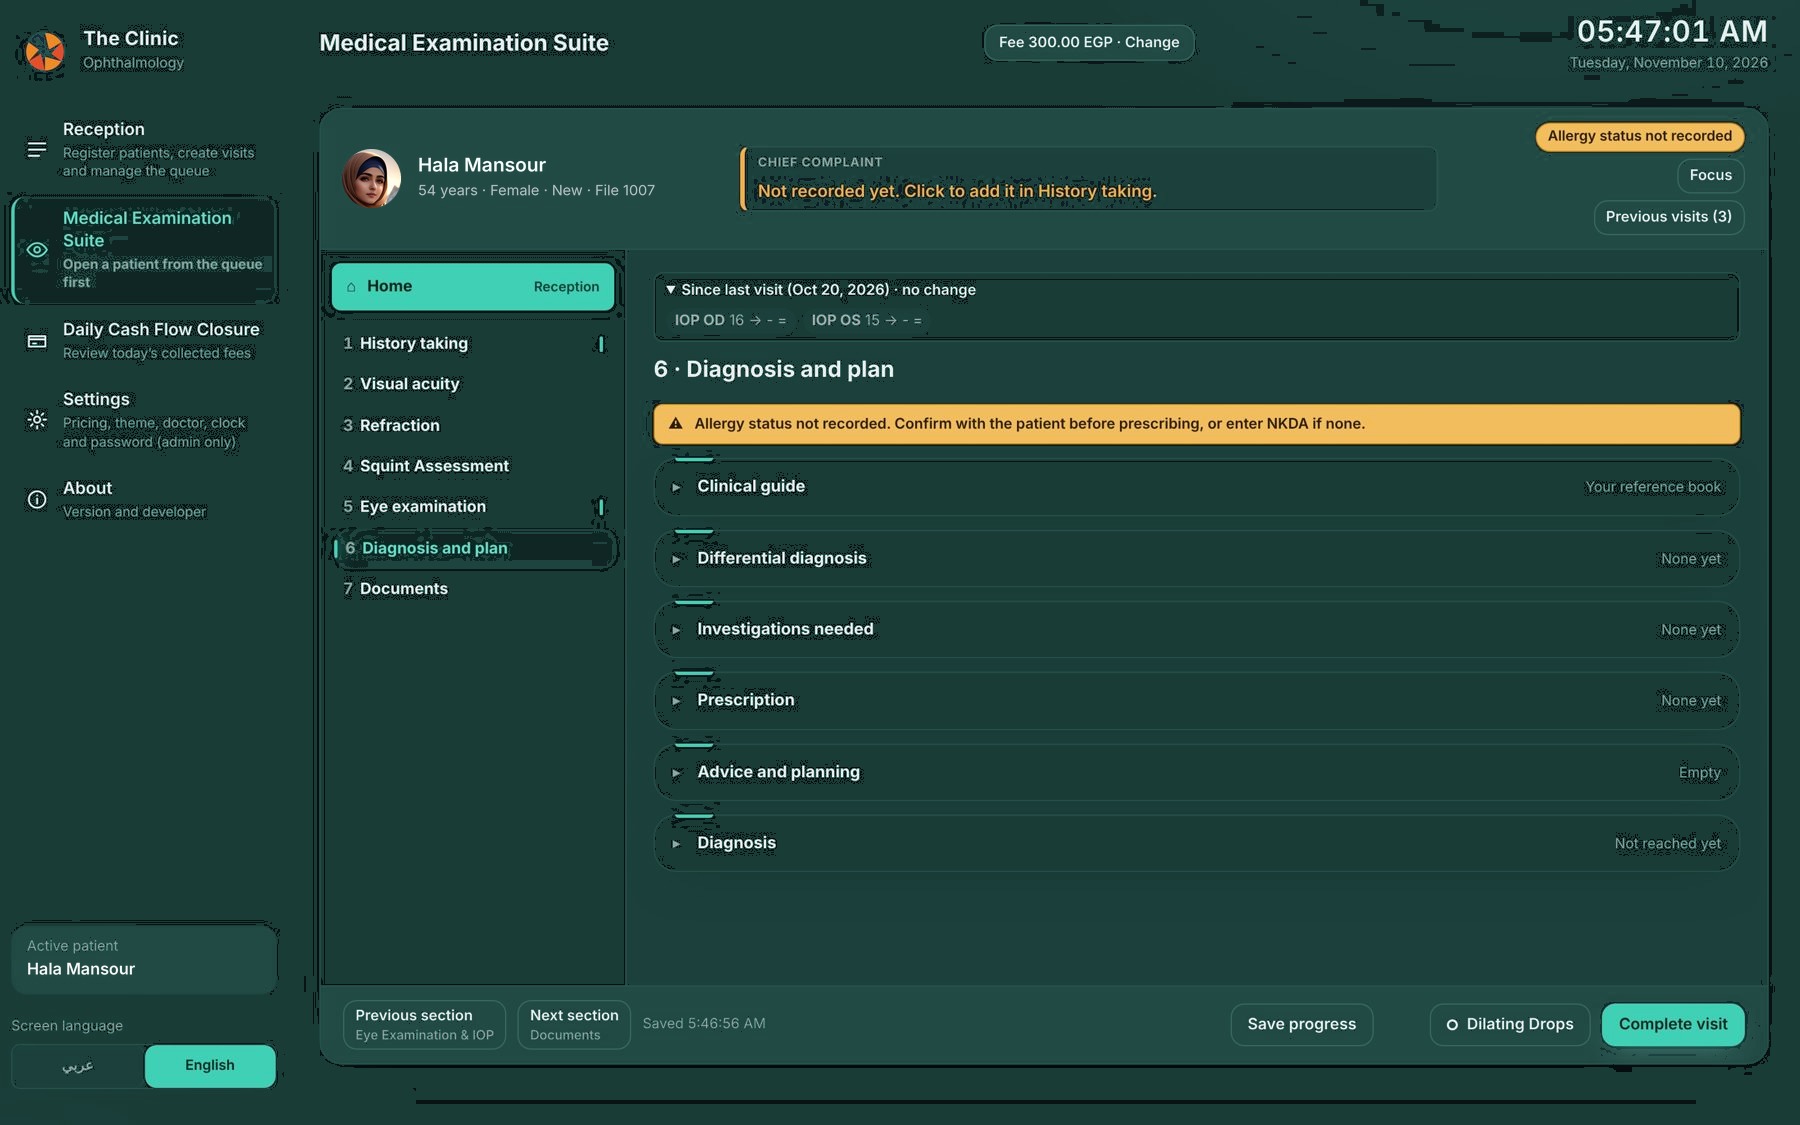 The Clinic
Ophthalmology
Medical Examination Suite
Fee 300.00 EGP · Change
05:47:01 AM
Tuesday, November 10, 2026
Reception
Register patients, create visits
and manage the queue
Medical Examination
Suite
Open a patient from the queue
first
Daily Cash Flow Closure
Review today's collected fees
Settings
Pricing, theme, doctor, clock
and password (admin only)
About
Version and developer
Active patient
Hala Mansour
Screen language
عربي
English
Hala Mansour
54 years · Female · New · File 1007
CHIEF COMPLAINT
Not recorded yet. Click to add it in History taking.
Allergy status not recorded
Focus
Previous visits (3)
Home
Reception
1 History taking
2 Visual acuity
3 Refraction
4 Squint Assessment
5 Eye examination
6 Diagnosis and plan
7 Documents
▼ Since last visit (Oct 20, 2026) · no change
IOP OD 16 → - =
IOP OS 15 → - =
6 · Diagnosis and plan
Allergy status not recorded. Confirm with the patient before prescribing, or enter NKDA if none.
Clinical guide
Your reference book
Differential diagnosis
None yet
Investigations needed
None yet
Prescription
None yet
Advice and planning
Empty
Diagnosis
Not reached yet
Previous section
Eye Examination & IOP
Next section
Documents
Saved 5:46:56 AM
Save progress
Dilating Drops
Complete visit